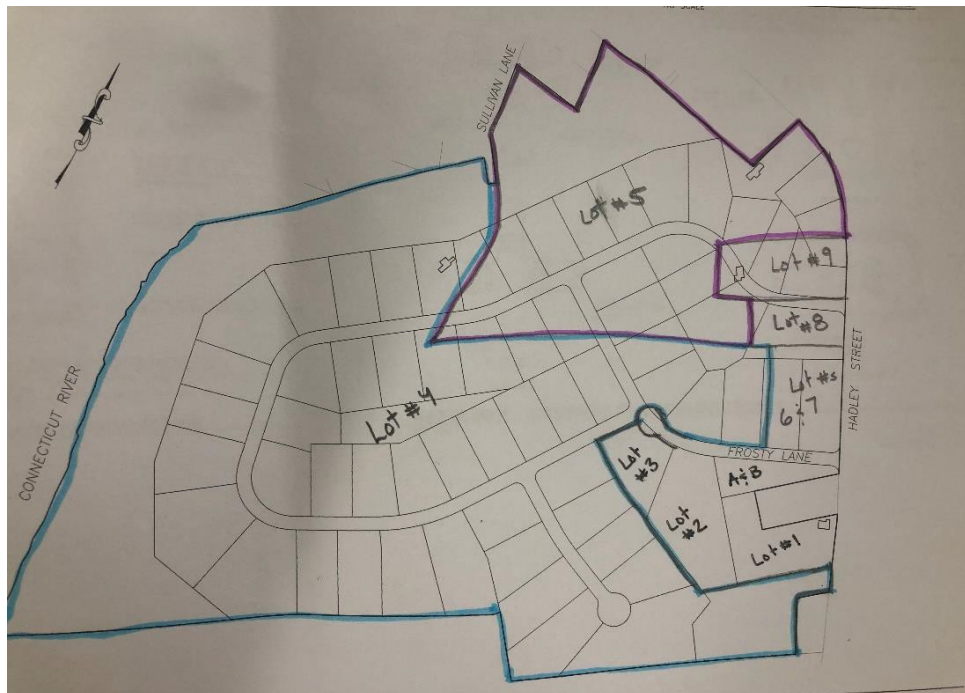 SULLIVAN LANE
Lot #5
Lot #9
Lot #8
HADLEY STREET
Lot #s
6 & 7
Lot #4
CONNECTICUT RIVER
FROSTY LANE
Lot
#3
A & B
Lot
#2
Lot #1